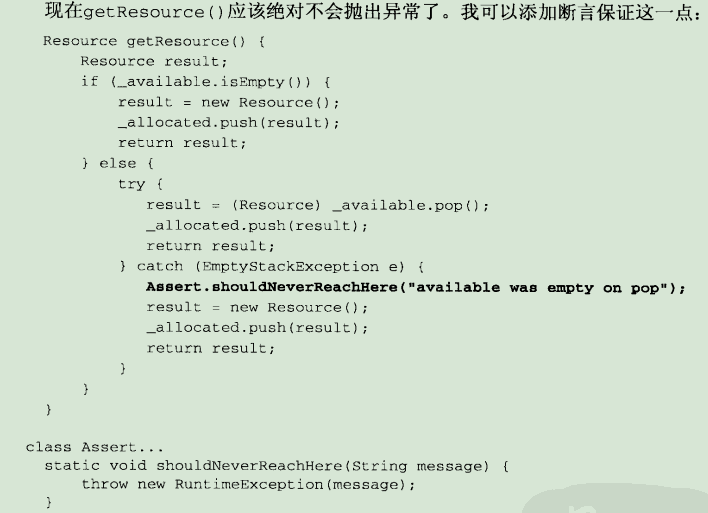 现在getResource()应该绝对不会抛出异常了。我可以添加断言保证这一点：
Resource getResource() {
    Resource result;
    if (_available.isEmpty()) {
        result = new Resource();
        _allocated.push(result);
        return result;
    } else {
        try {
            result = (Resource) _available.pop();
            _allocated.push(result);
            return result;
        } catch (EmptyStackException e) {
            Assert.shouldNeverReachHere("available was empty on pop");
            result = new Resource();
            _allocated.push(result);
            return result;
        }
    }
}
class Assert...
    static void shouldNeverReachHere(String message) {
        throw new RuntimeException(message);
    }